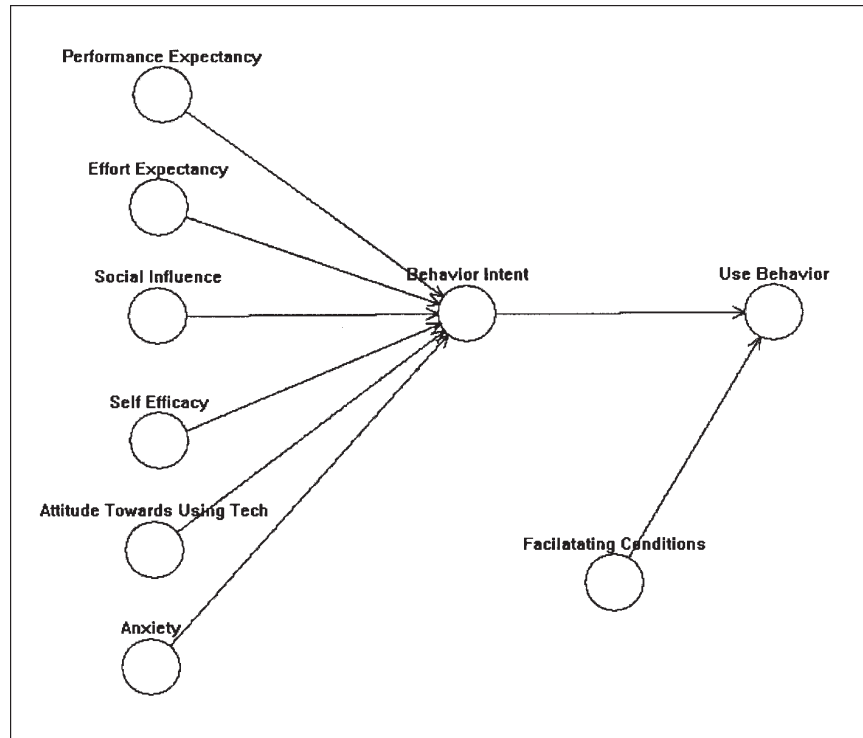 Performance Expectancy
Effort Expectancy
Social Influence
Behavior Intent
Use Behavior
Self Efficacy
Attitude Towards Using Tech
Facilatating Conditions
Anxiety